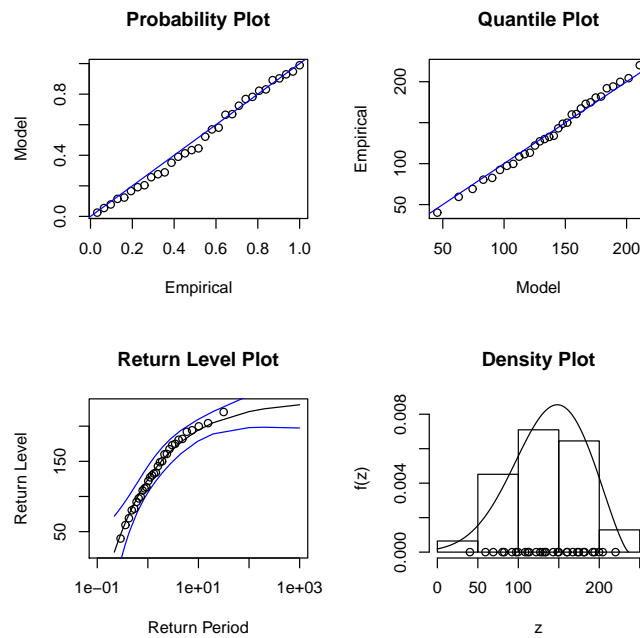 Probability Plot
Model
0.0 0.4 0.8
0.0 0.2 0.4 0.6 0.8 1.0
Empirical
Quantile Plot
Empirical
50 100 200
50 100 150 200
Model
Return Level Plot
Return Level
50 150
1e−01 1e+01 1e+03
Return Period
Density Plot
f(z)
0.000 0.004 0.008
0 50 100 200
z